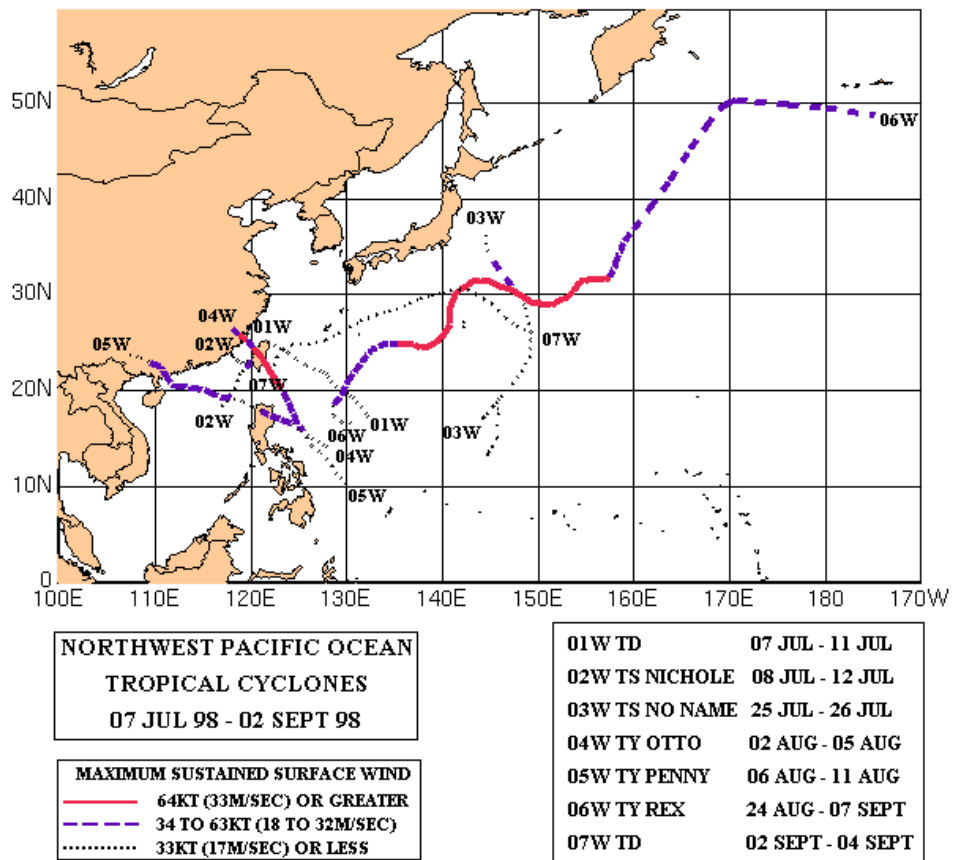 50N
06W
40N
03W
30N
04W
01W
05W
02W
07W
20N
07W
02W
06W
01W
03W
04W
10N
05W
0
100E 110E 120E 130E 140E 150E 160E 170E 180 170W
NORTHWEST PACIFIC OCEAN
TROPICAL CYCLONES
07 JUL 98 - 02 SEPT 98
MAXIMUM SUSTAINED SURFACE WIND
64KT (33M/SEC) OR GREATER
34 TO 63KT (18 TO 32M/SEC)
33KT (17M/SEC) OR LESS
01W TD 07 JUL - 11 JUL
02W TS NICHOLE 08 JUL - 12 JUL
03W TS NO NAME 25 JUL - 26 JUL
04W TY OTTO 02 AUG - 05 AUG
05W TY PENNY 06 AUG - 11 AUG
06W TY REX 24 AUG - 07 SEPT
07W TD 02 SEPT - 04 SEPT